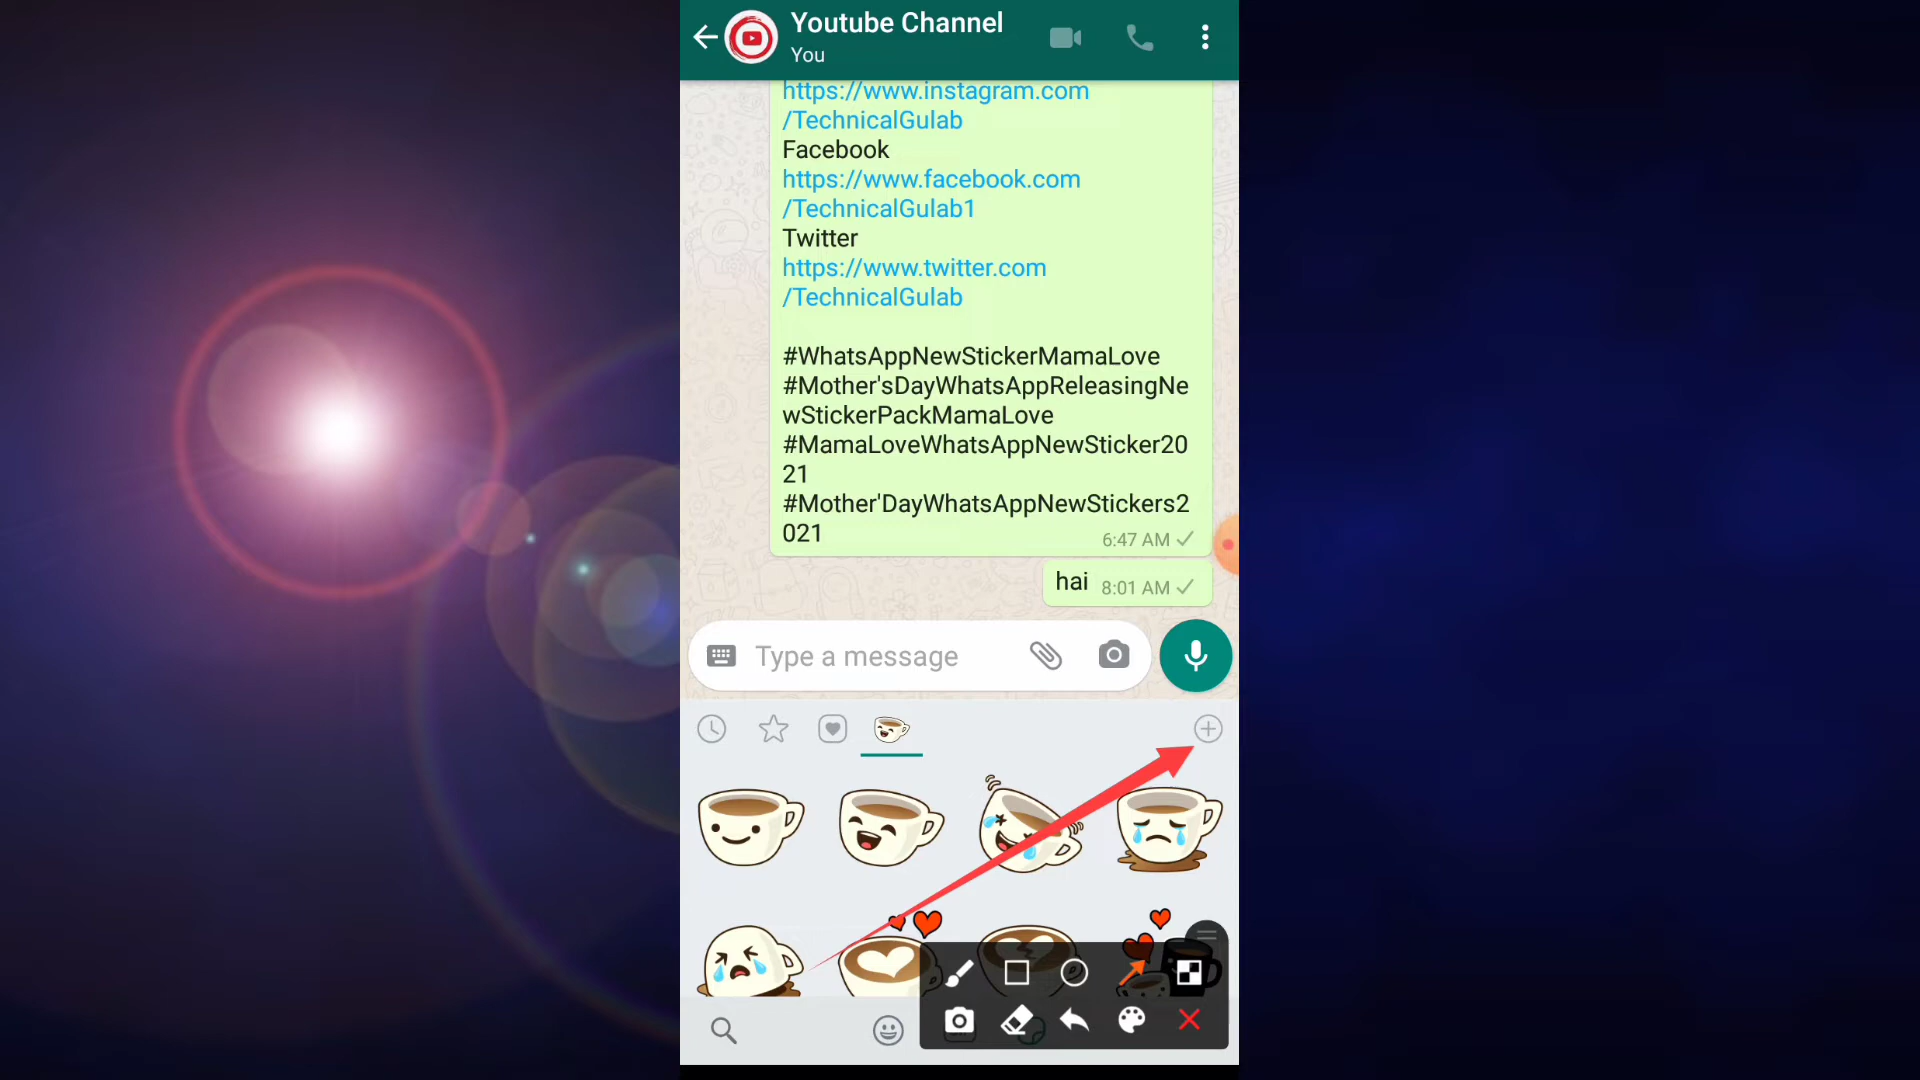 Youtube Channel
You
https://www.instagram.com
/TechnicalGulab
Facebook
https://www.facebook.com
/TechnicalGulab1
Twitter
https://www.twitter.com
/TechnicalGulab
#WhatsAppNewStickerMamaLove
#Mother'sDayWhatsAppReleasingNe
wStickerPackMamaLove
#MamaLoveWhatsAppNewSticker20
21
#Mother'DayWhatsAppNewStickers2
021
6:47 AM
hai
8:01 AM
Type a message